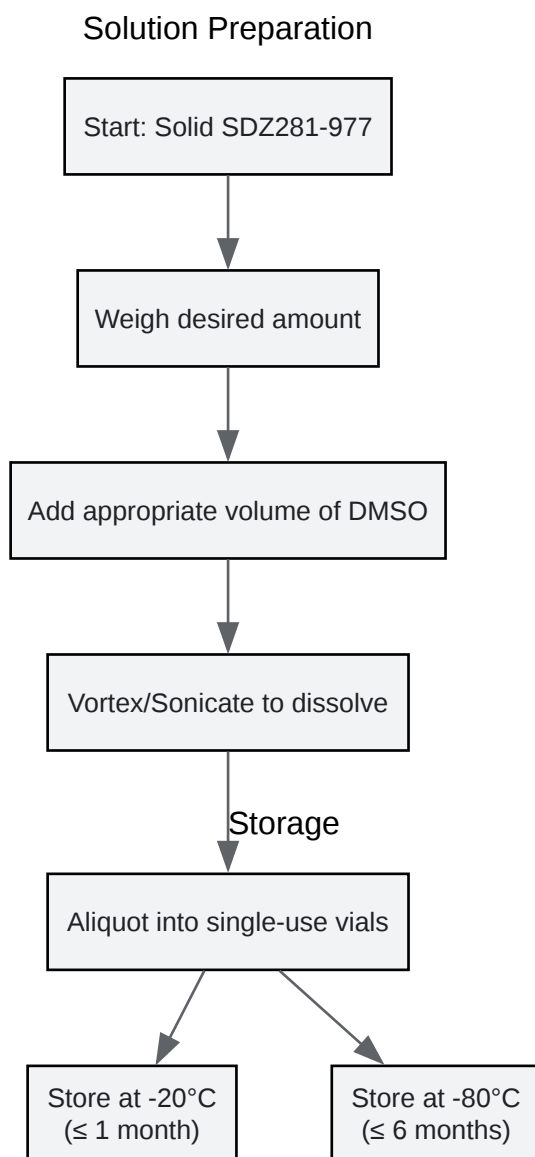 Solution Preparation
Start: Solid SDZ281-977
Weigh desired amount
Add appropriate volume of DMSO
Vortex/Sonicate to dissolve
Storage
Aliquot into single-use vials
Store at -20°C
(≤ 1 month)
Store at -80°C
(≤ 6 months)